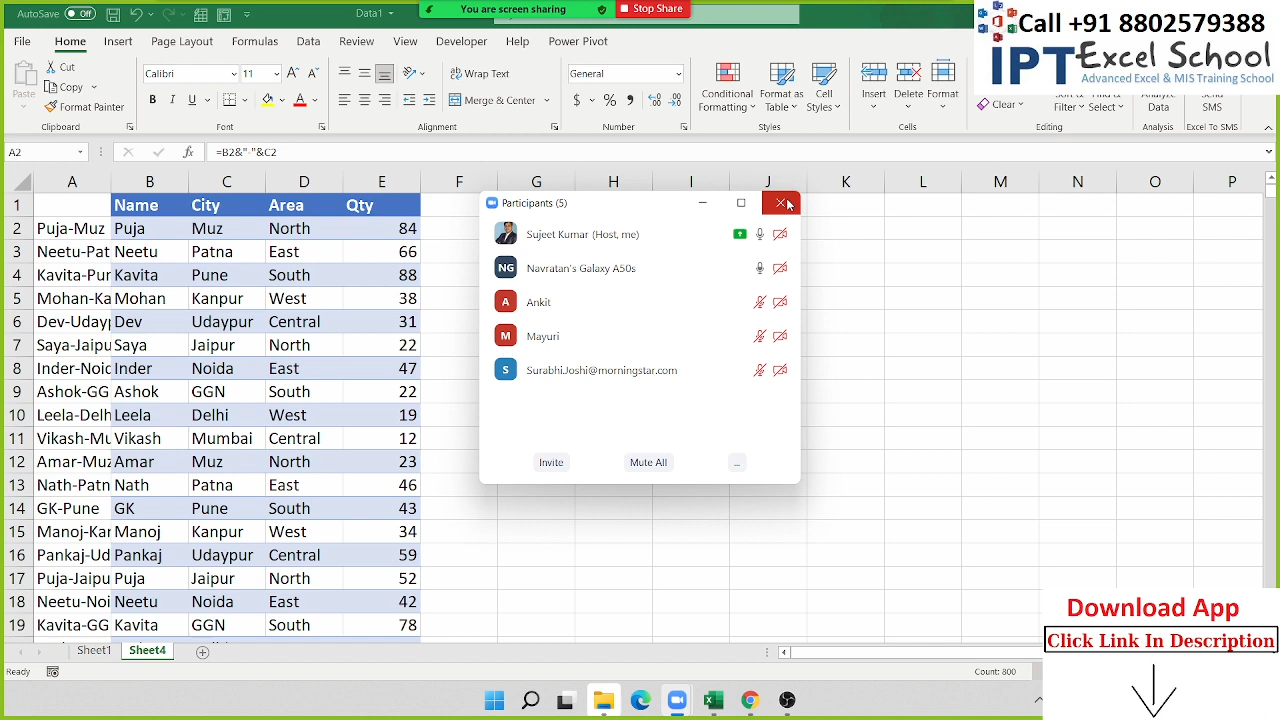 AutoSave Off
Data1
You are screen sharing
Stop Share
Call +91 8802579388
IPT Excel School
Advanced Excel & MIS Training School
File Home Insert Page Layout Formulas Data Review View Developer Help Power Pivot
Paste
Cut
Copy
Format Painter
Calibri 11
B I U
Wrap Text
Merge & Center
General
$ % ,
Conditional Formatting
Format as Table
Cell Styles
Insert Delete Format
Clear
Sort & Filter
Find & Select
Analyze Data
Send SMS
Clipboard Font Alignment Number Styles Cells Editing Analysis Excel To SMS
A2 fx =B2&"-"&C2
A B C D E F G H I J K L M N O P
1 Name City Area Qty
2 Puja-Muz Puja Muz North 84
3 Neetu-Pat Neetu Patna East 66
4 Kavita-Pun Kavita Pune South 88
5 Mohan-Ka Mohan Kanpur West 38
6 Dev-Udayp Dev Udaypur Central 31
7 Saya-Jaipu Saya Jaipur North 22
8 Inder-Noid Inder Noida East 47
9 Ashok-GG Ashok GGN South 22
10 Leela-Delh Leela Delhi West 19
11 Vikash-Mu Vikash Mumbai Central 12
12 Amar-Muz Amar Muz North 23
13 Nath-Patn Nath Patna East 46
14 GK-Pune GK Pune South 43
15 Manoj-Kan Manoj Kanpur West 34
16 Pankaj-Ud Pankaj Udaypur Central 59
17 Puja-Jaipu Puja Jaipur North 52
18 Neetu-Noi Neetu Noida East 42
19 Kavita-GG Kavita GGN South 78
Participants (5)
Sujeet Kumar (Host, me)
NG Navratan's Galaxy A50s
A Ankit
M Mayuri
S SurabhiJoshi@morningstar.com
Invite Mute All ...
Download App
Click Link In Description
Sheet1 Sheet4
Ready
Count: 800